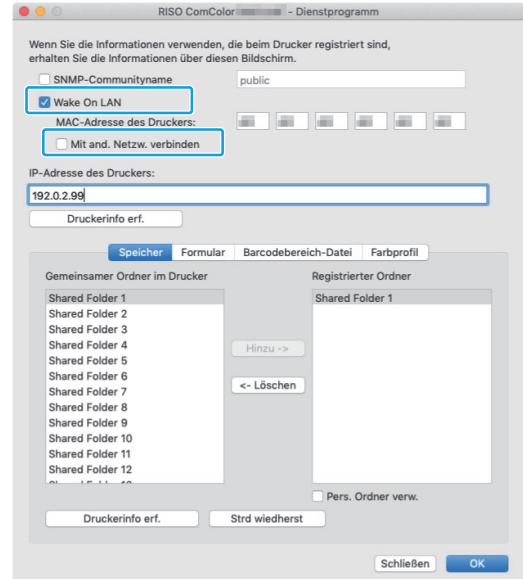 RISO ComColor - Dienstprogramm
Wenn Sie die Informationen verwenden, die beim Drucker registriert sind,
erhalten Sie die Informationen über diesen Bildschirm.
SNMP-Communityname
public
Wake On LAN
MAC-Adresse des Druckers:
Mit and. Netzw. verbinden
IP-Adresse des Druckers:
192.0.2.99
Druckerinfo erf.
Speicher Formular Barcodebereich-Datei Farbprofil
Gemeinsamer Ordner im Drucker
Registrierter Ordner
Shared Folder 1
Shared Folder 1
Shared Folder 2
Shared Folder 3
Shared Folder 4
Shared Folder 5
Shared Folder 6
Shared Folder 7
Shared Folder 8
Shared Folder 9
Shared Folder 10
Shared Folder 11
Shared Folder 12
Hinzu ->
<- Löschen
Pers. Ordner verw.
Druckerinfo erf.
Strd wiedherst
Schließen
OK